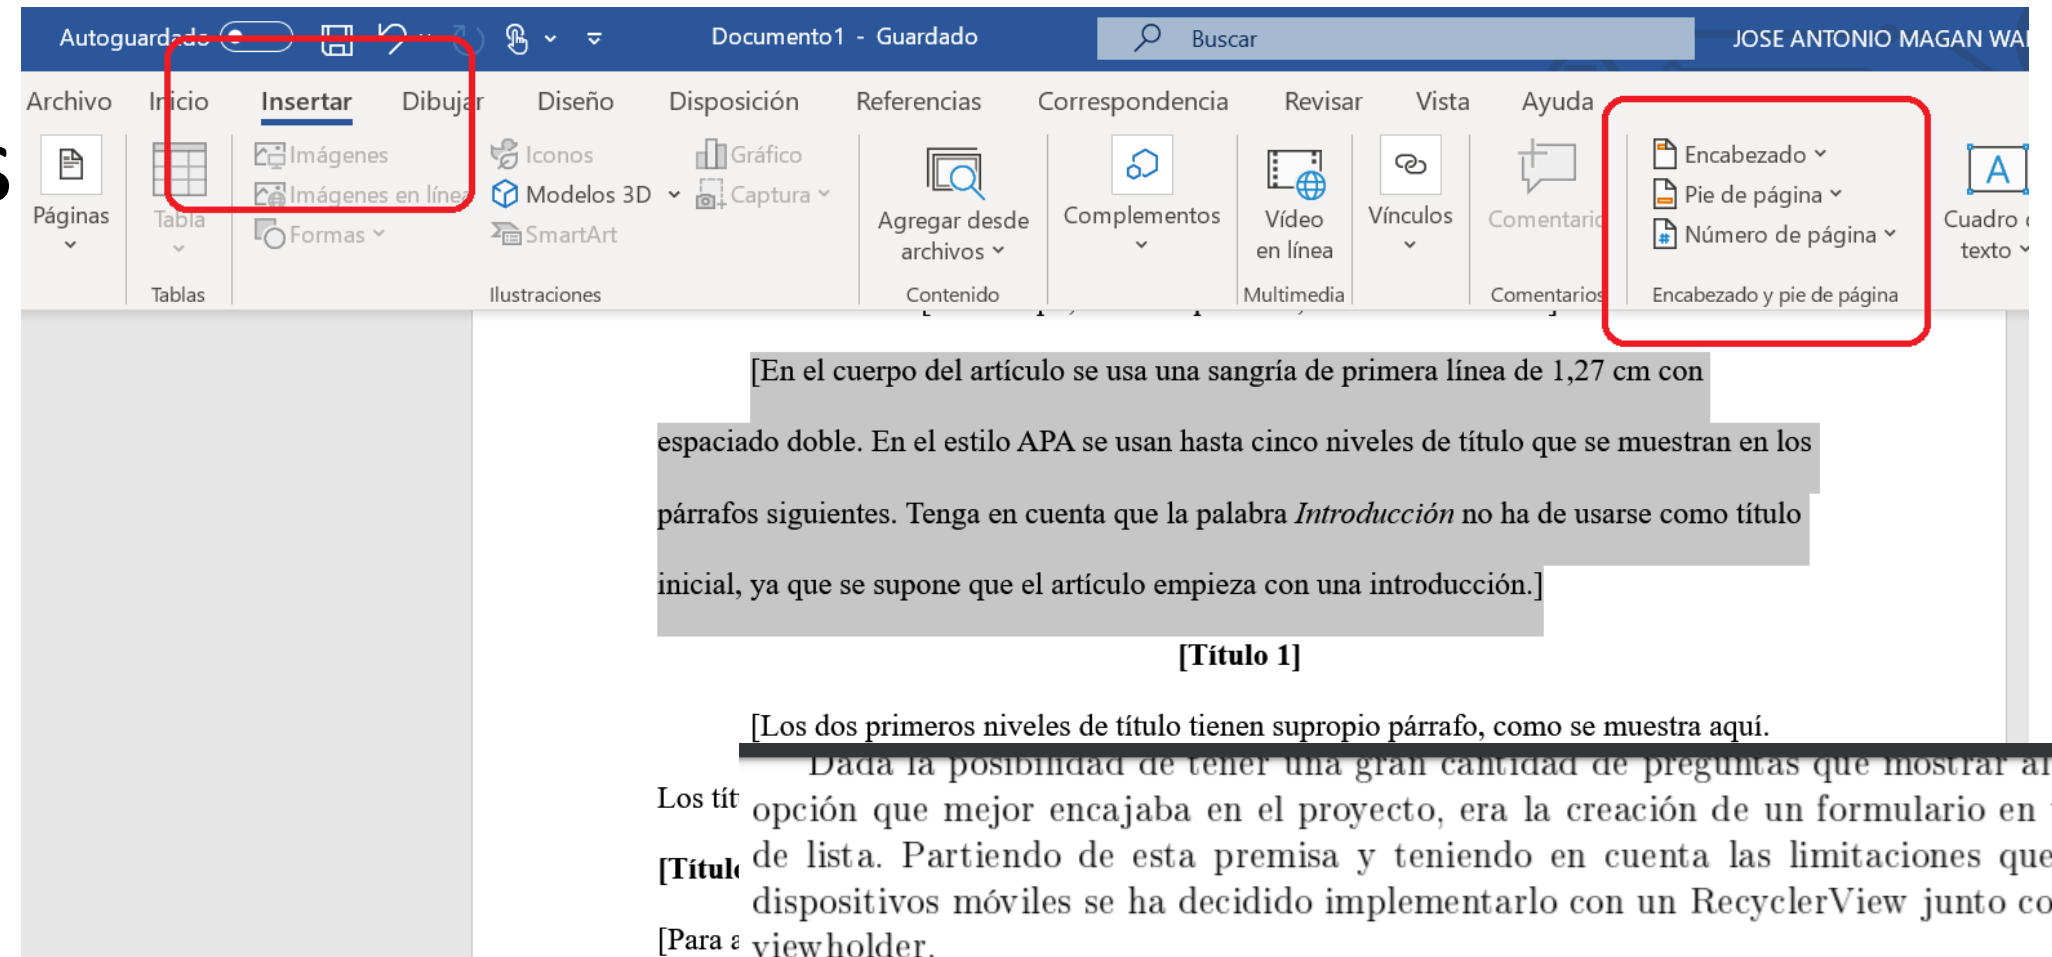 Autoguardado
Documento1 - Guardado
Buscar
JOSE ANTONIO MAGAN
Archivo Inicio Insertar Dibujar Diseño Disposición Referencias Correspondencia Revisar Vista Ayuda
Páginas
Tabla
Tablas
Imágenes
Imágenes en línea
Formas
Iconos
Modelos 3D
SmartArt
Gráfico
Captura
Ilustraciones
Agregar desde
archivos
Contenido
Complementos
Vídeo
en línea
Multimedia
Vínculos
Comentario
Comentarios
Encabezado
Pie de página
Número de página
Encabezado y pie de página
A
Cuadro
texto
[En el cuerpo del artículo se usa una sangría de primera línea de 1,27 cm con
espaciado doble. En el estilo APA se usan hasta cinco niveles de título que se muestran en los
párrafos siguientes. Tenga en cuenta que la palabra Introducción no ha de usarse como título
inicial, ya que se supone que el artículo empieza con una introducción.]
[Título 1]
[Los dos primeros niveles de título tienen supropio párrafo, como se muestra aquí.
Los
[Para
Dada la posibilidad de tener una gran cantidad de preguntas que mostrar
opción que mejor encajaba en el proyecto, era la creación de un formulario en
de lista. Partiendo de esta premisa y teniendo en cuenta las limitaciones que
dispositivos móviles se ha decidido implementarlo con un RecyclerView junto
viewholder.